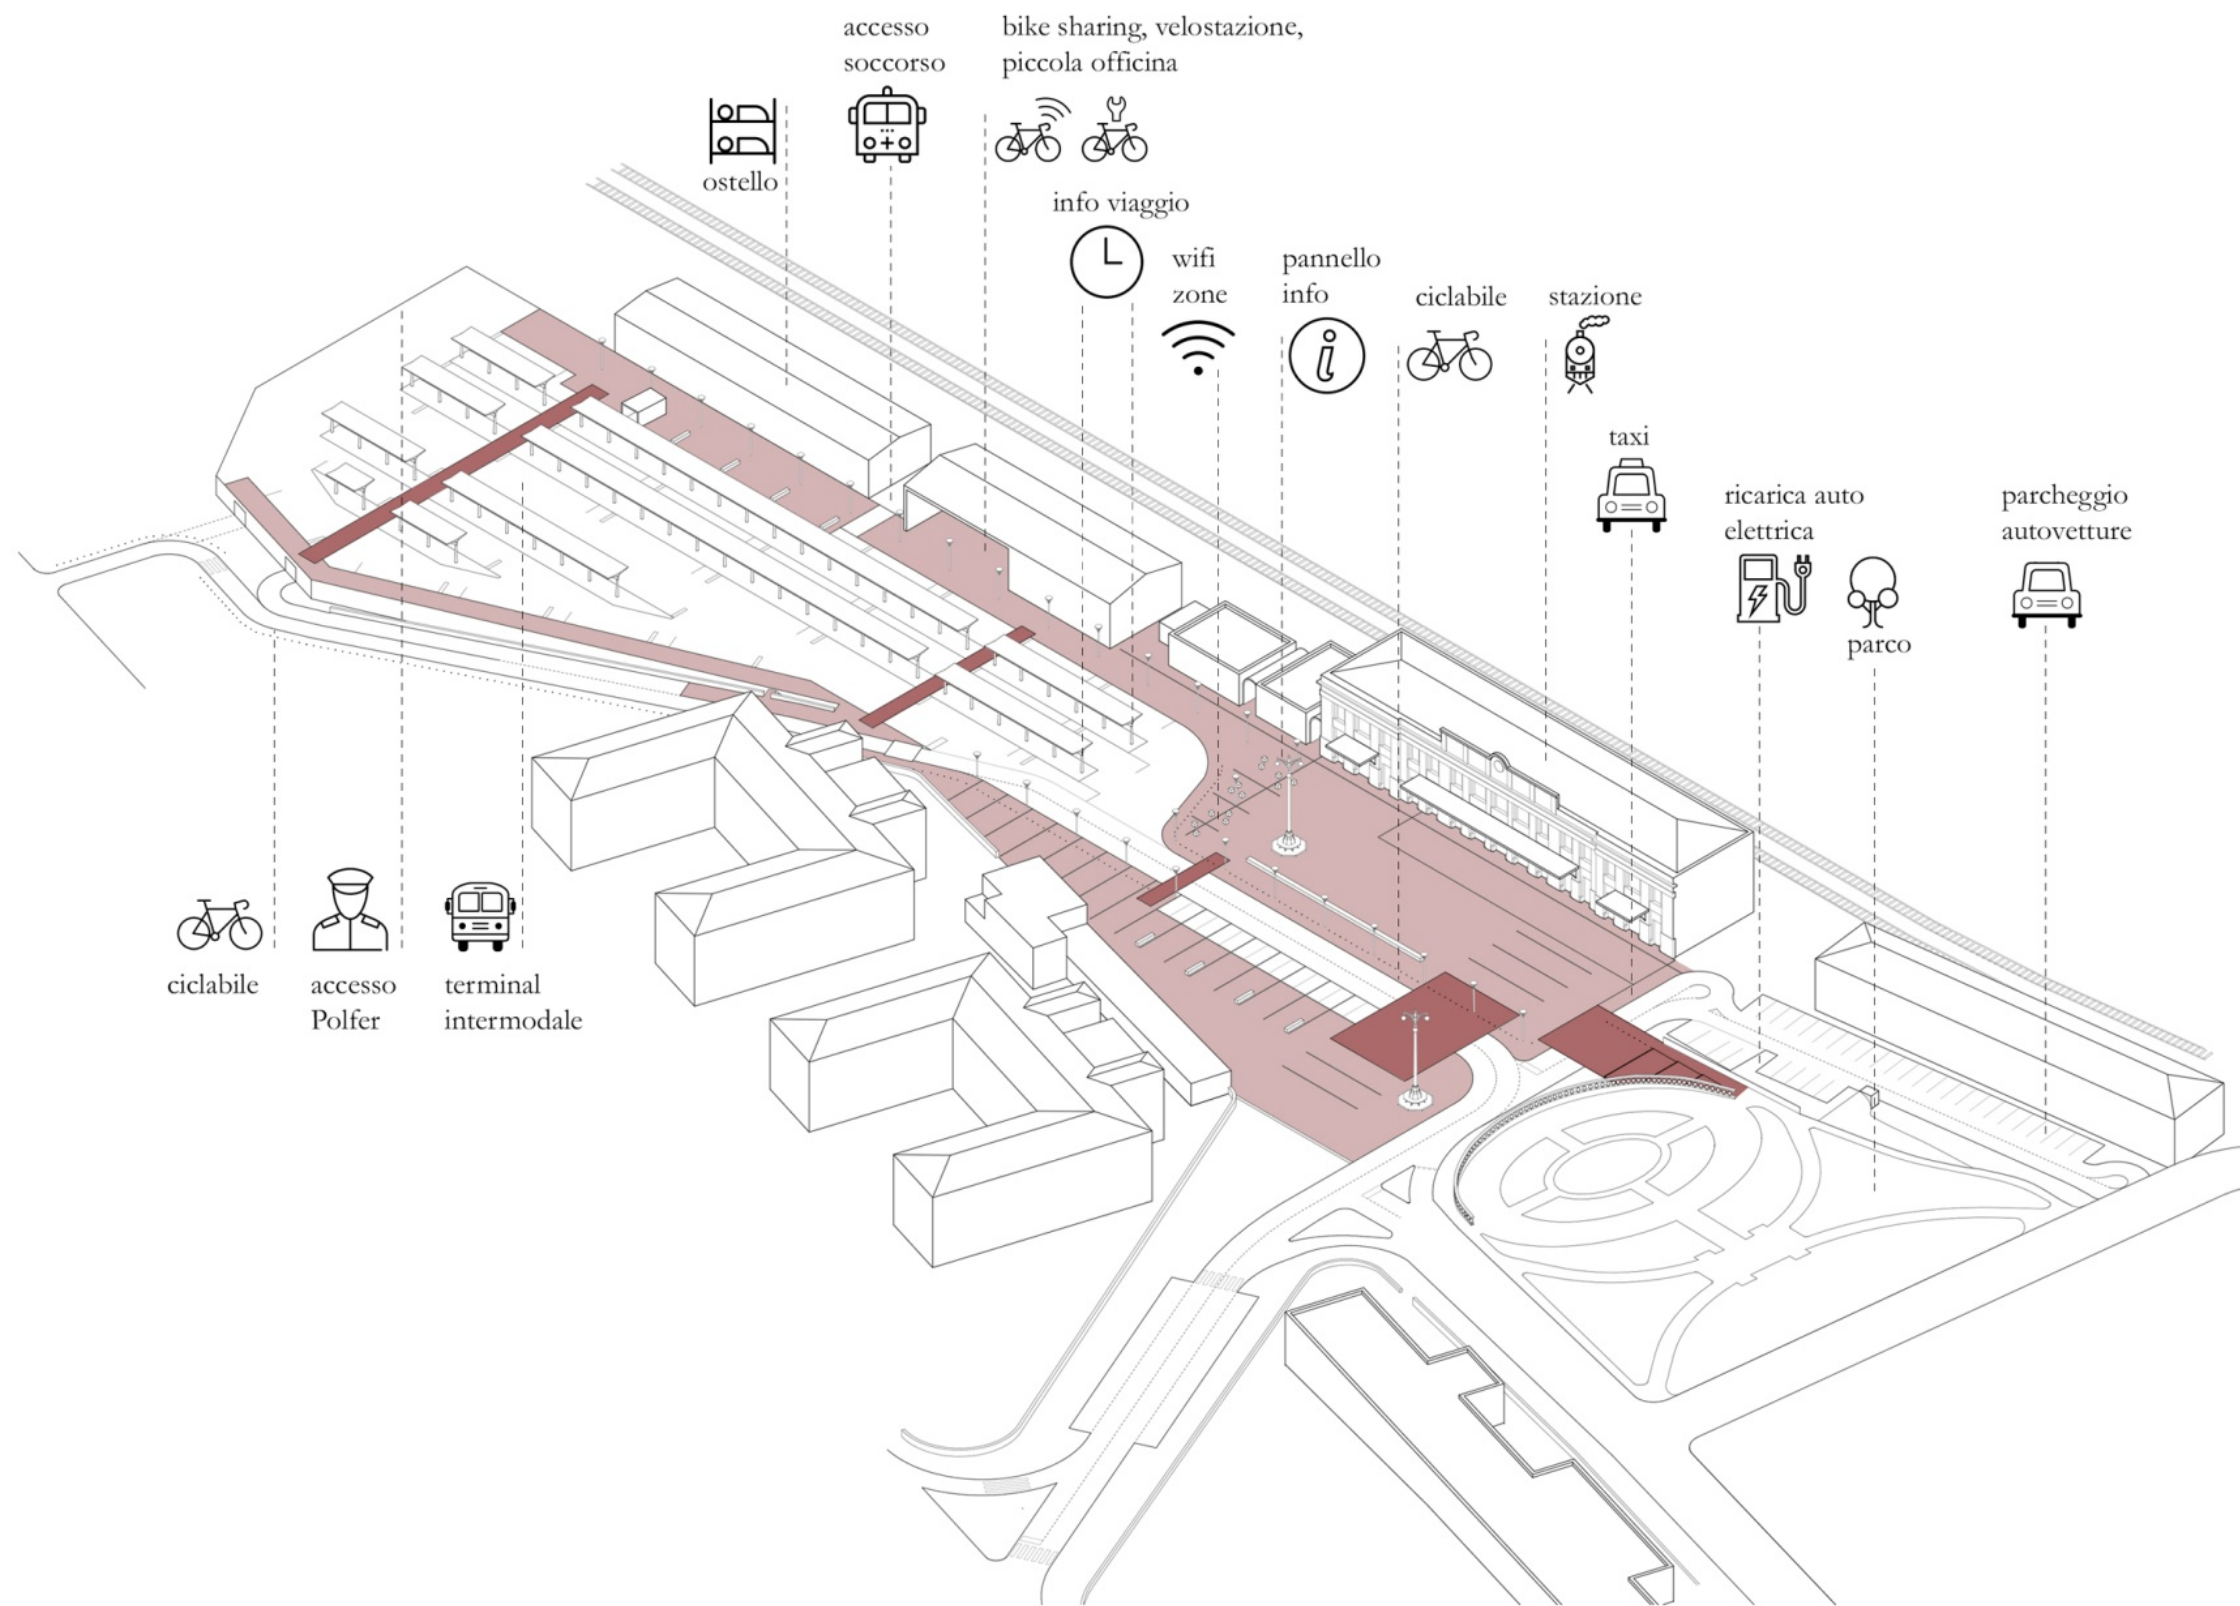 accesso
soccorso
bike sharing, velostazione,
piccola officina
ostello
info viaggio
wifi
zone
pannello
info
ciclabile
stazione
taxi
ricarica auto
elettrica
parco
parcheggio
autovetture
ciclabile
accesso
Polfer
terminal
intermodale